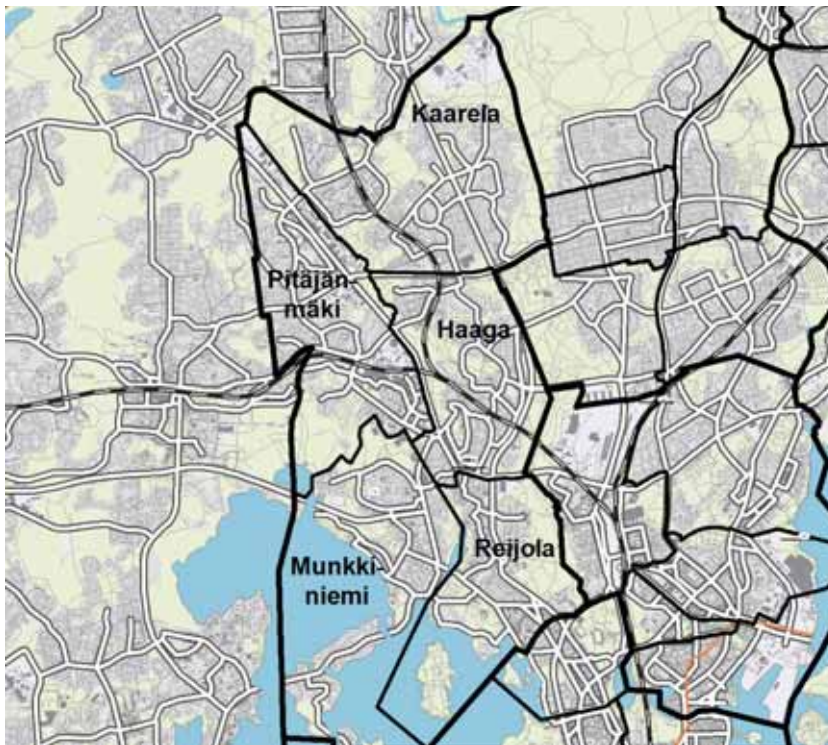 Kaarela
Pitäjän-
mäki
Haaga
Munkki-
niemi
Reijola